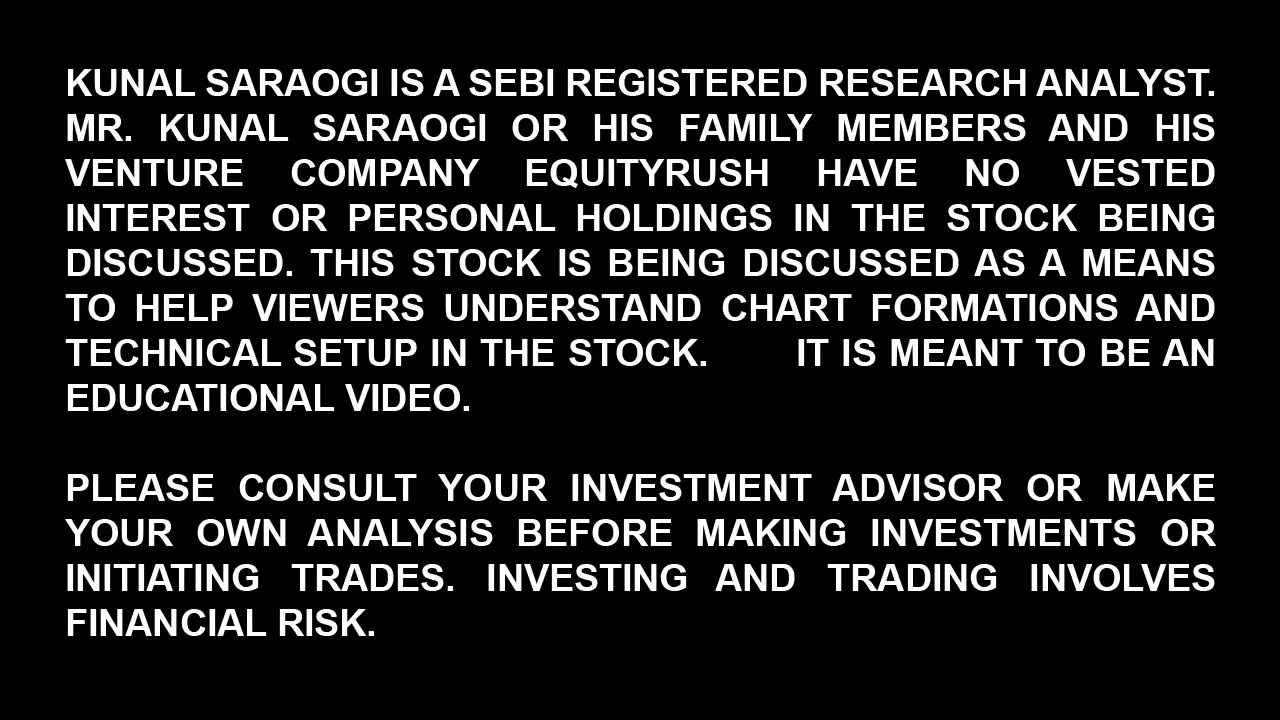 KUNAL SARAOGI IS A SEBI REGISTERED RESEARCH ANALYST.
MR. KUNAL SARAOGI OR HIS FAMILY MEMBERS AND HIS
VENTURE COMPANY EQUITYRUSH HAVE NO VESTED
INTEREST OR PERSONAL HOLDINGS IN THE STOCK BEING
DISCUSSED. THIS STOCK IS BEING DISCUSSED AS A MEANS
TO HELP VIEWERS UNDERSTAND CHART FORMATIONS AND
TECHNICAL SETUP IN THE STOCK. IT IS MEANT TO BE AN
EDUCATIONAL VIDEO.
PLEASE CONSULT YOUR INVESTMENT ADVISOR OR MAKE
YOUR OWN ANALYSIS BEFORE MAKING INVESTMENTS OR
INITIATING TRADES. INVESTING AND TRADING INVOLVES
FINANCIAL RISK.